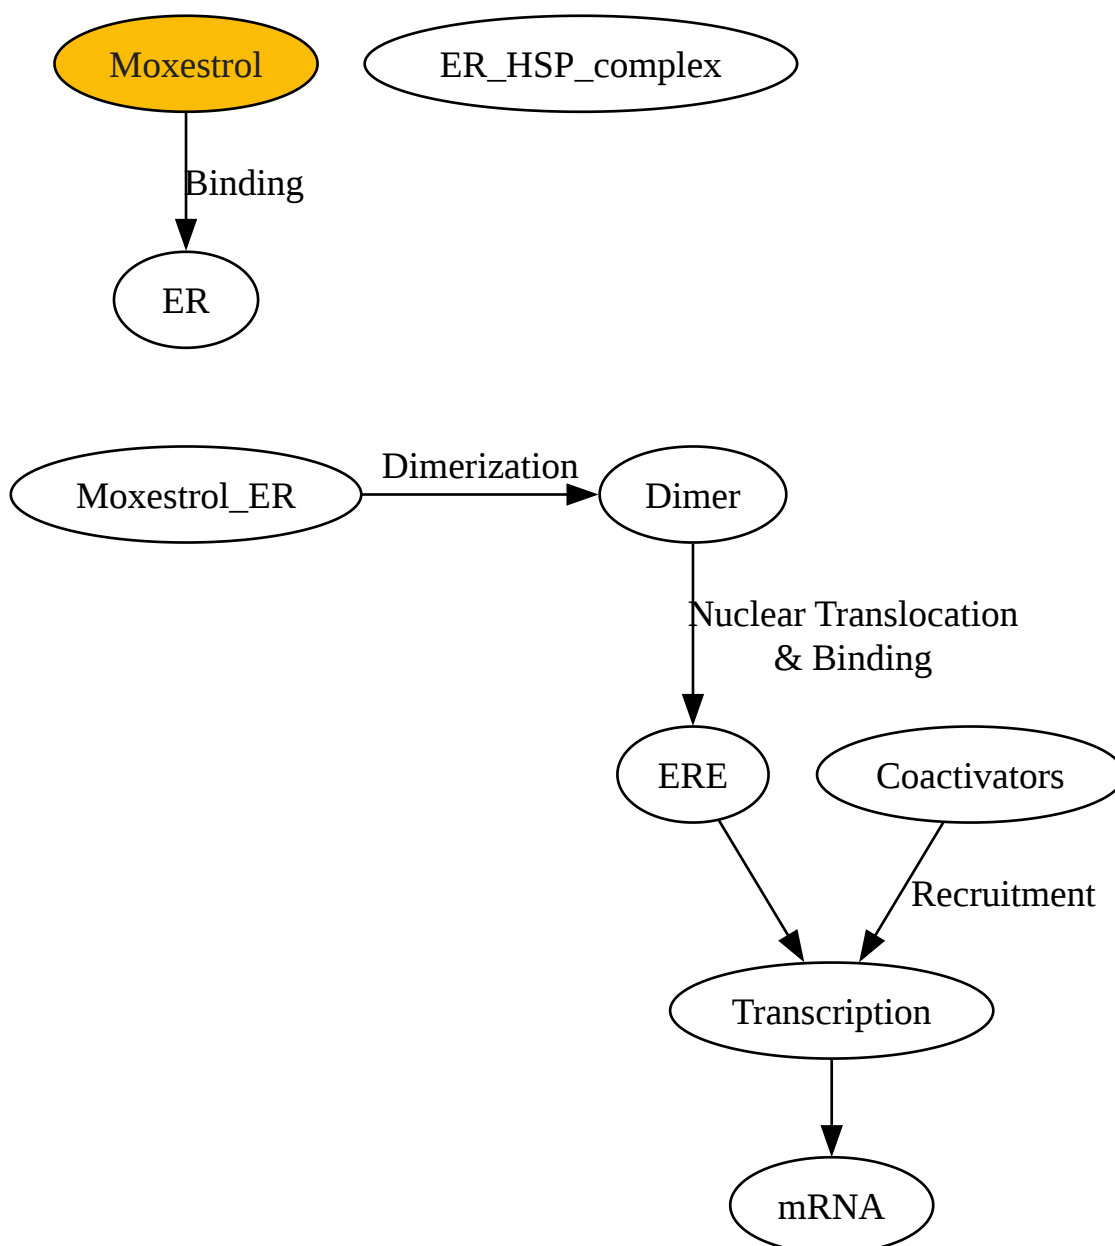 Moxestrol
ER_HSP_complex
Binding
ER
Dimerization
Moxestrol_ER
Dimer
Nuclear Translocation
& Binding
ERE
Coactivators
Recruitment
Transcription
mRNA